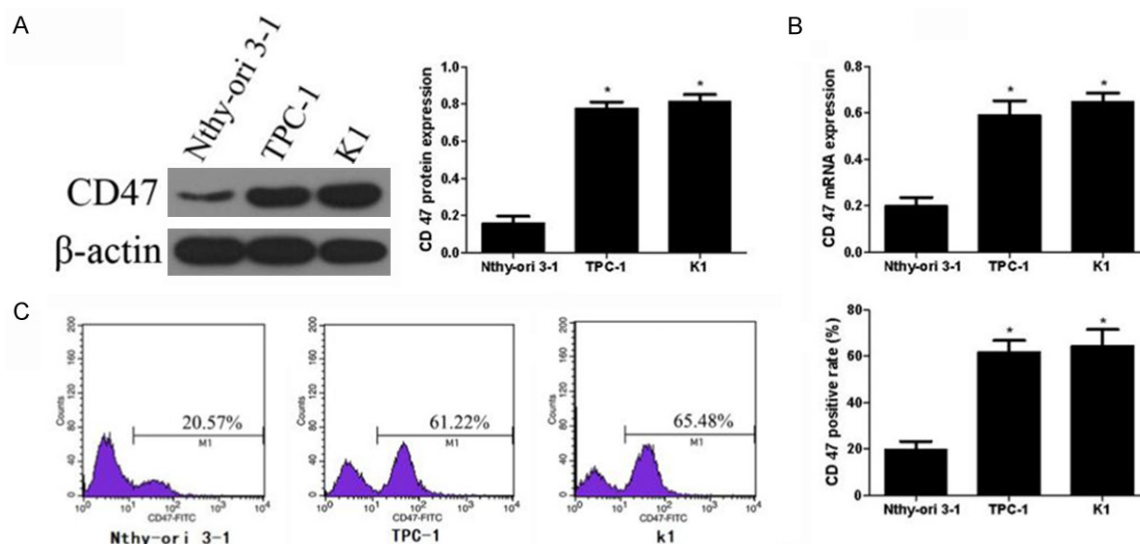 A
Nthy-ori 3-1
TPC-1
K1
CD47
β-actin
CD 47 protein expression
1.0
0.8
0.6
0.4
0.2
0.0
Nthy-ori 3-1
TPC-1
K1
*
*
B
CD 47 mRNA expression
0.8
0.6
0.4
0.2
0.0
Nthy-ori 3-1
TPC-1
K1
*
*
C
Counts
200
160
120
80
40
0
20.57%
M1
10⁰ 10¹ 10² 10³ 10⁴
CD47-FITC
Nthy-ori 3-1
Counts
200
160
120
80
40
0
61.22%
M1
10⁰ 10¹ 10² 10³ 10⁴
CD47-FITC
TPC-1
Counts
200
160
120
80
40
0
65.48%
M1
10⁰ 10¹ 10² 10³ 10⁴
CD47-FITC
k1
CD 47 positive rate (%)
80
60
40
20
0
Nthy-ori 3-1
TPC-1
K1
*
*